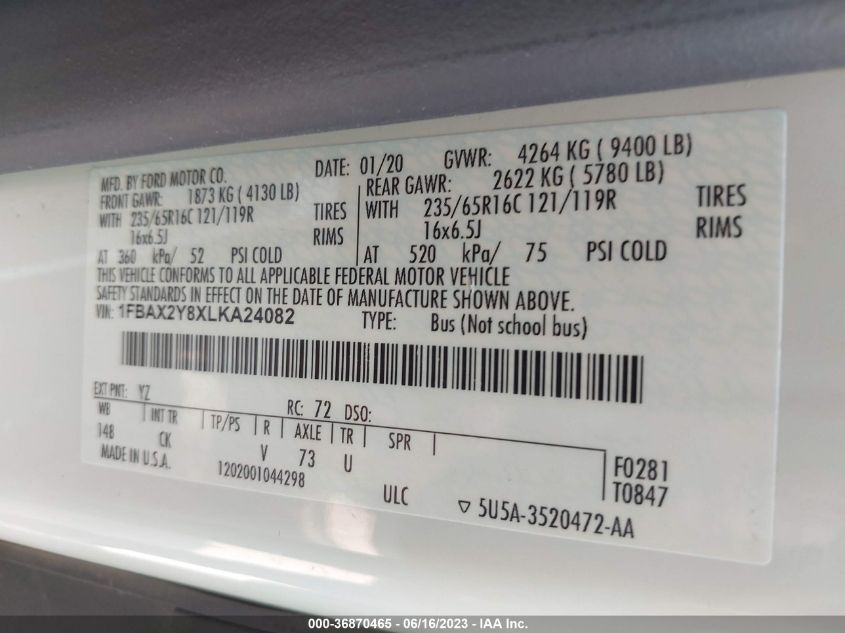 MFD. BY FORD MOTOR CO. DATE: 01/20 GVWR: 4264 KG ( 9400 LB)
FRONT GAWR: 1873 KG ( 4130 LB) REAR GAWR: 2622 KG ( 5780 LB)
WITH 235/65R16C 121/119R TIRES WITH 235/65R16C 121/119R TIRES
16x6.5J RIMS 16x6.5J RIMS
AT 360 kPa/ 52 PSI COLD AT 520 kPa/ 75 PSI COLD
THIS VEHICLE CONFORMS TO ALL APPLICABLE FEDERAL MOTOR VEHICLE
SAFETY STANDARDS IN EFFECT ON THE DATE OF MANUFACTURE SHOWN ABOVE.
VIN: 1FBAX2Y8XLKA24082 TYPE: Bus (Not school bus)
EXT PNT: YZ RC: 72 DSO:
WB INT TR TP/PS R AXLE TR SPR
148 CK V 73 U F0281
MADE IN U.S.A. 1202001044298 T0847
ULC 5U5A-3520472-AA
000-36870465 - 06/16/2023 - IAA Inc.